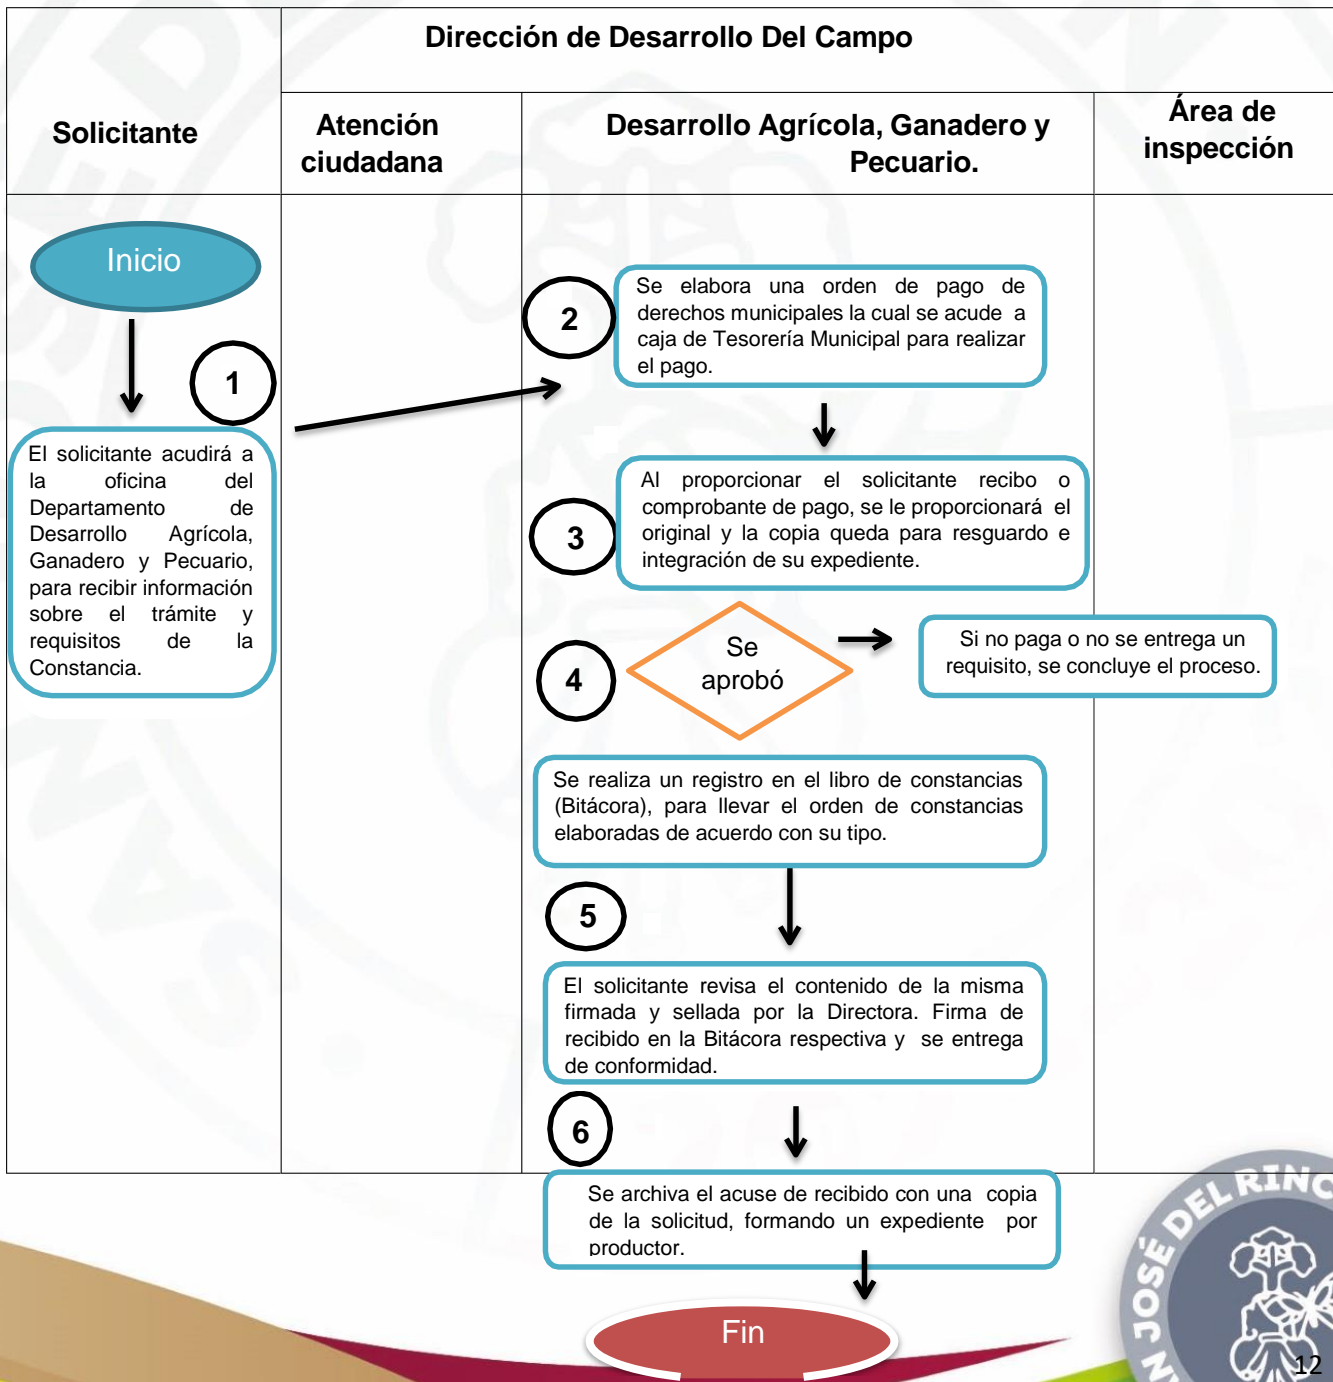 Dirección de Desarrollo Del Campo
Solicitante
Atención
ciudadana
Desarrollo Agrícola, Ganadero y
Pecuario.
Área de
inspección
Inicio
1
El solicitante acudirá a
la oficina del
Departamento de
Desarrollo Agrícola,
Ganadero y Pecuario,
para recibir información
sobre el trámite y
requisitos de la
Constancia.
2
Se elabora una orden de pago de
derechos municipales la cual se acude a
caja de Tesorería Municipal para realizar
el pago.
3
Al proporcionar el solicitante recibo o
comprobante de pago, se le proporcionará el
original y la copia queda para resguardo e
integración de su expediente.
4
Se
aprobó
Si no paga o no se entrega un
requisito, se concluye el proceso.
Se realiza un registro en el libro de constancias
(Bitácora), para llevar el orden de constancias
elaboradas de acuerdo con su tipo.
5
El solicitante revisa el contenido de la misma
firmada y sellada por la Directora. Firma de
recibido en la Bitácora respectiva y se entrega
de conformidad.
6
Se archiva el acuse de recibido con una copia
de la solicitud, formando un expediente por
productor.
Fin
N JOSÉ DEL RINC
12